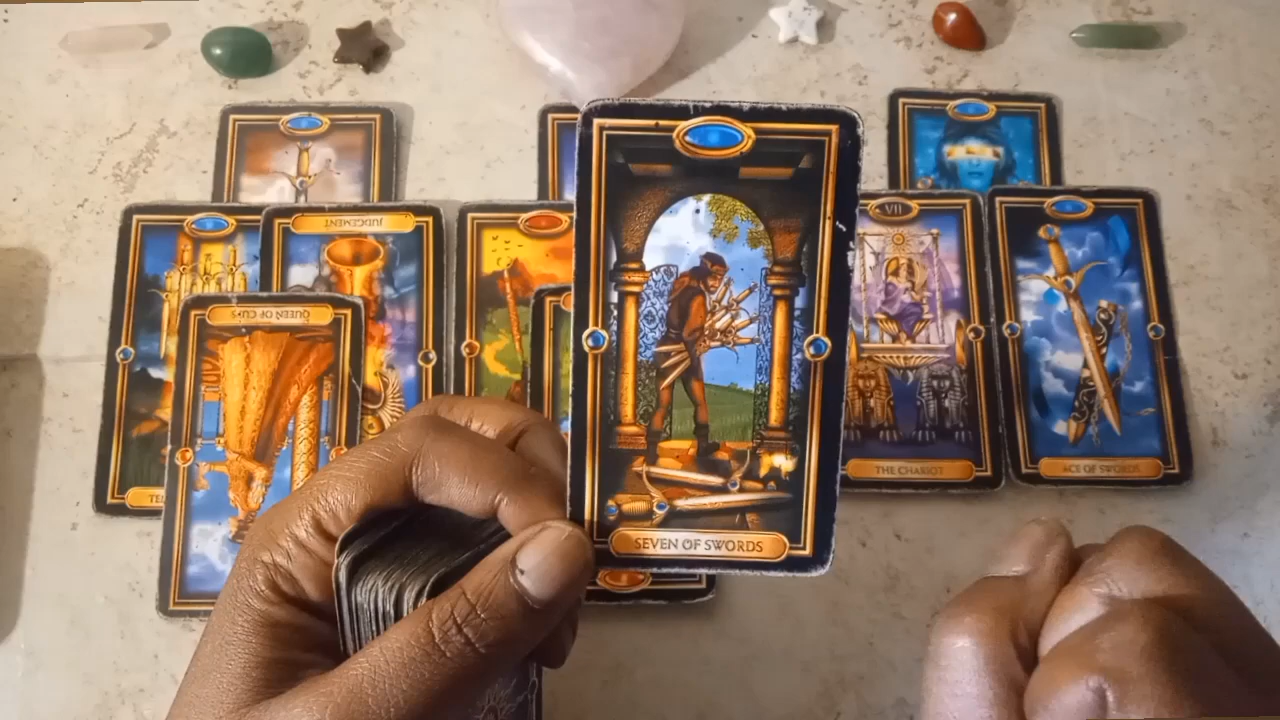 JUDGEMENT
QUEEN OF CUPS
VII
THE CHARIOT
ACE OF SWORDS
SEVEN OF SWORDS